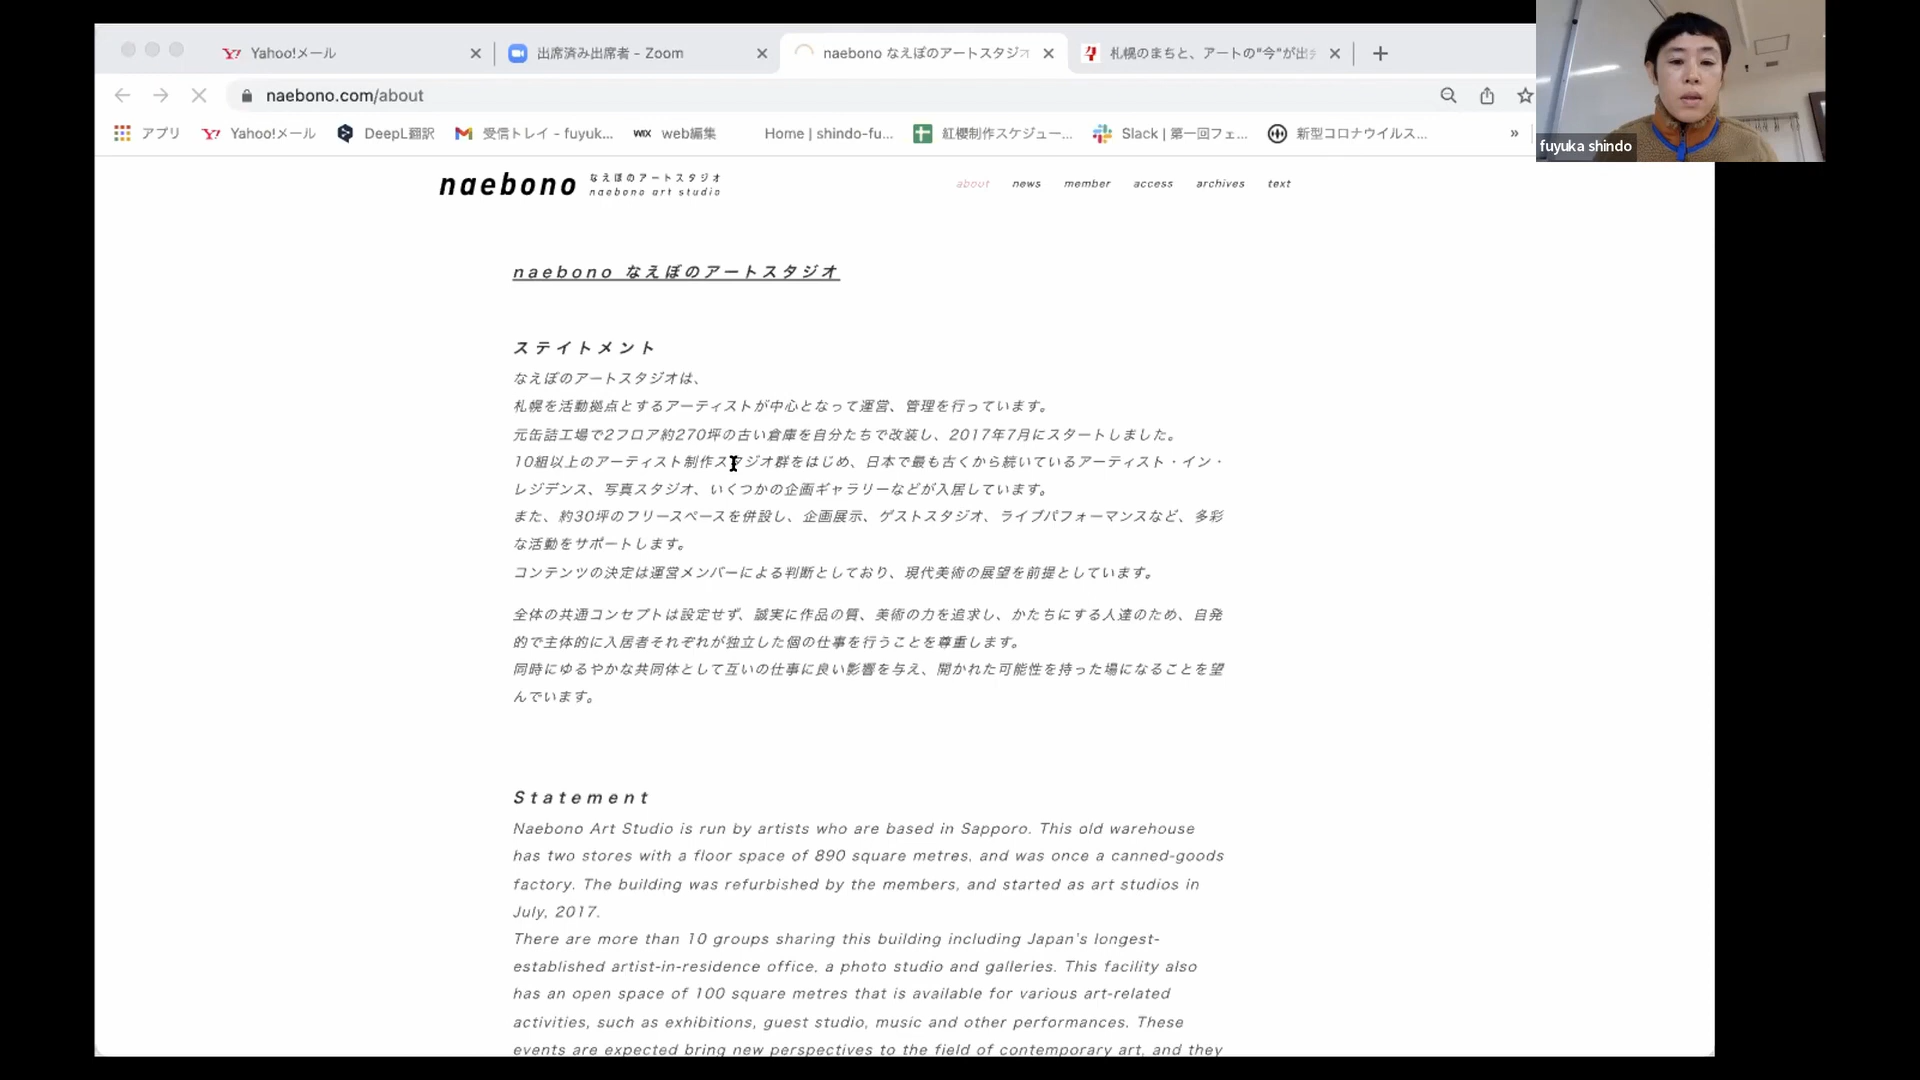 Yahoo!メール
出席済み出席者 - Zoom
naebono なえぼのアートスタジオ
札幌のまちと、アートの"今"が出
naebono.com/about
アプリ
Yahoo!メール
DeepL翻訳
受信トレイ - fuyuk...
WIX web編集
Home | shindo-fu...
紅櫻制作スケジュー...
Slack | 第一回フェ...
新型コロナウイルス...
»
fuyuka shindo
naebono
なえぼのアートスタジオ
naebono art studio
about
news
member
access
archives
text
naebono なえぼのアートスタジオ
ステイトメント
なえぼのアートスタジオは、
札幌を活動拠点とするアーティストが中心となって運営、管理を行っています。
元缶詰工場で2フロア約270坪の古い倉庫を自分たちで改装し、2017年7月にスタートしました。
10組以上のアーティスト制作スタジオ群をはじめ、日本で最も古くから続いているアーティスト・イン・
レジデンス、写真スタジオ、いくつかの企画ギャラリーなどが入居しています。
また、約30坪のフリースペースを併設し、企画展示、ゲストスタジオ、ライブパフォーマンスなど、多彩
な活動をサポートします。
コンテンツの決定は運営メンバーによる判断としており、現代美術の展望を前提としています。
全体の共通コンセプトは設定せず、誠実に作品の質、美術の力を追求し、かたちにする人達のため、自発
的で主体的に入居者それぞれが独立した個の仕事を行うことを尊重します。
同時にゆるやかな共同体として互いの仕事に良い影響を与え、開かれた可能性を持った場になることを望
んでいます。
Statement
Naebono Art Studio is run by artists who are based in Sapporo. This old warehouse
has two stores with a floor space of 890 square metres, and was once a canned-goods
factory. The building was refurbished by the members, and started as art studios in
July, 2017.
There are more than 10 groups sharing this building including Japan's longest-
established artist-in-residence office, a photo studio and galleries. This facility also
has an open space of 100 square metres that is available for various art-related
activities, such as exhibitions, guest studio, music and other performances. These
events are expected bring new perspectives to the field of contemporary art, and they